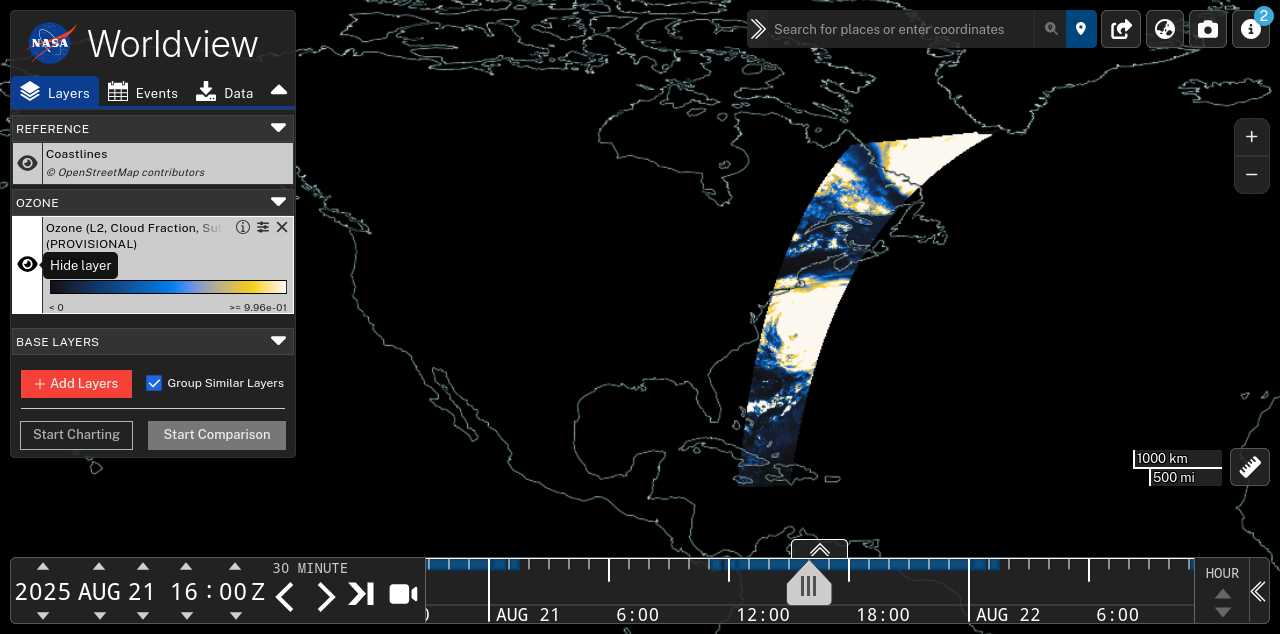 NASA
Worldview
Search for places or enter coordinates
2
Layers
Events
Data
REFERENCE
Coastlines
© OpenStreetMap contributors
OZONE
Ozone (L2, Cloud Fraction, Su
(PROVISIONAL)
Hide layer
< 0
>= 9.96e-01
BASE LAYERS
+ Add Layers
Group Similar Layers
Start Charting
Start Comparison
+
−
1000 km
500 mi
2025 AUG 21 16:00 Z
30 MINUTE
AUG 21
6:00
12:00
18:00
AUG 22
6:00
HOUR